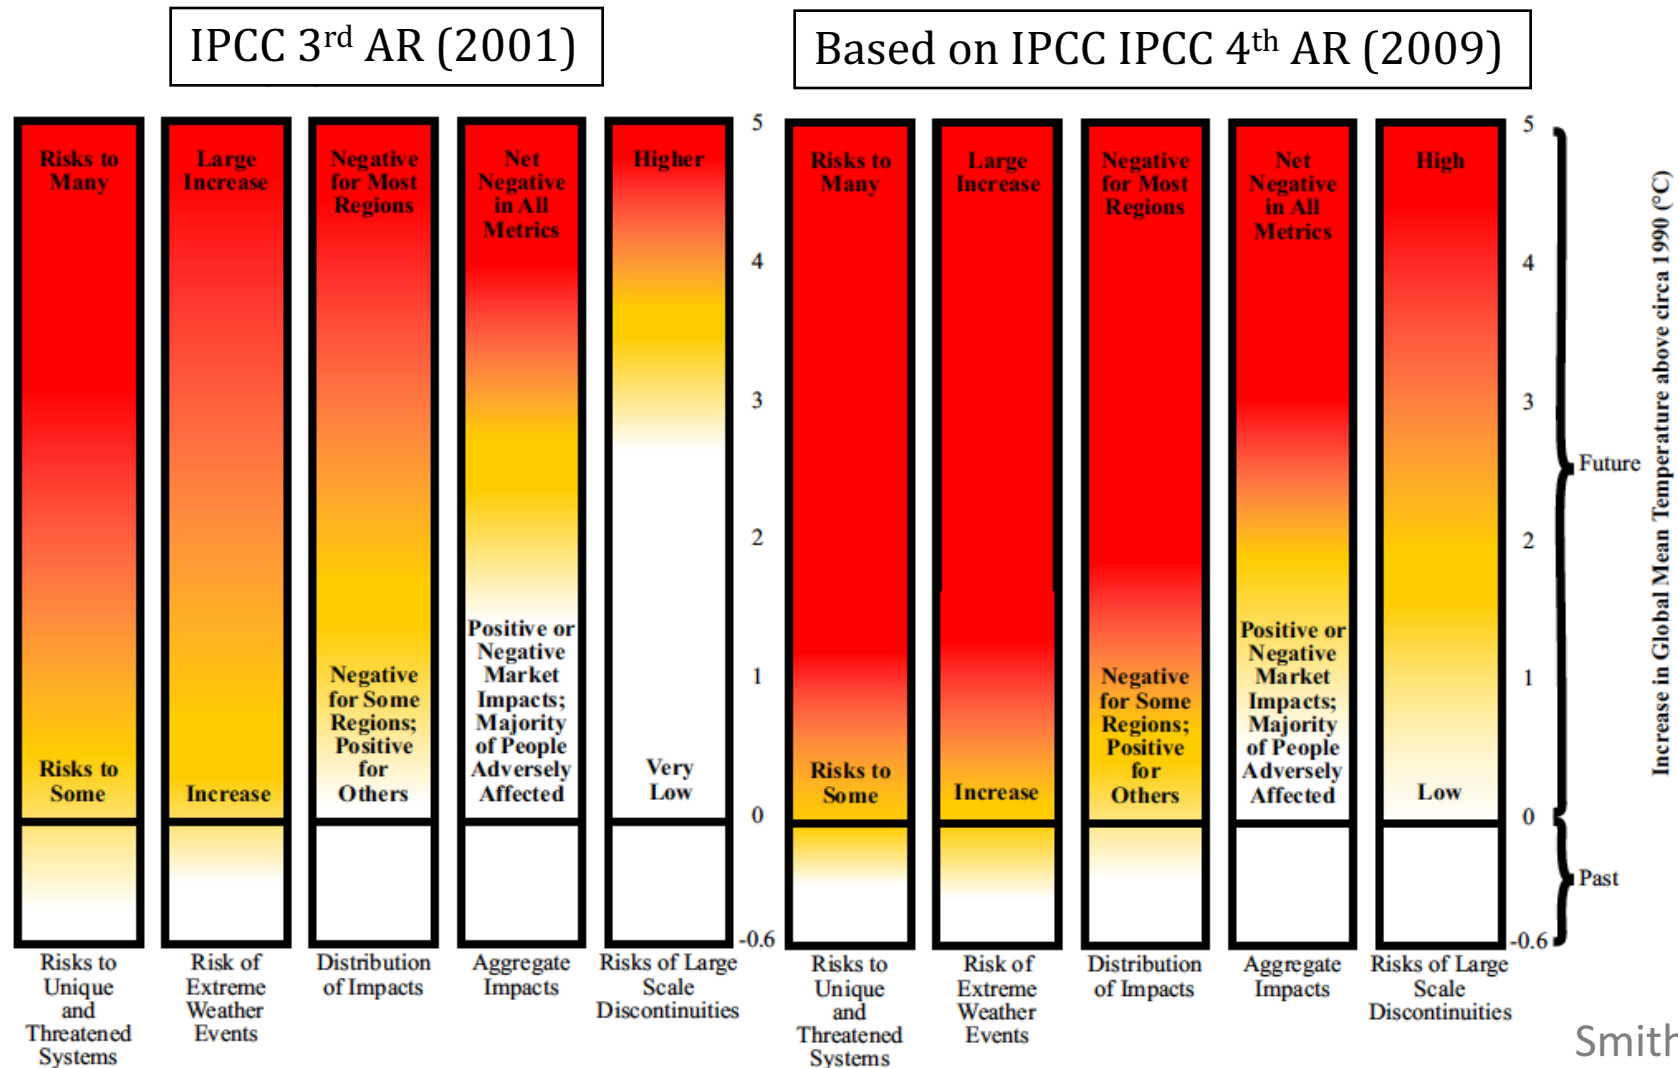 IPCC 3rd AR (2001)
Risks to
Many
Risks to
Some
Risks to
Unique
and
Threatened
Systems
Large
Increase
Increase
Risk of
Extreme
Weather
Events
Negative
for Most
Regions
Negative
for Some
Regions;
Positive
for
Others
Distribution
of Impacts
Net
Negative
in All
Metrics
Positive or
Negative
Market
Impacts;
Majority
of People
Adversely
Affected
Aggregate
Impacts
Higher
Very
Low
Risks of Large
Scale
Discontinuities
5
4
3
2
1
0
-0.6
Based on IPCC IPCC 4th AR (2009)
Risks to
Many
Risks to
Some
Risks to
Unique
and
Threatened
Systems
Large
Increase
Increase
Risk of
Extreme
Weather
Events
Negative
for Most
Regions
Negative
for Some
Regions;
Positive
for
Others
Distribution
of Impacts
Net
Negative
in All
Metrics
Positive or
Negative
Market
Impacts;
Majority
of People
Adversely
Affected
Aggregate
Impacts
High
Low
Risks of Large
Scale
Discontinuities
5
4
3
2
1
0
-0.6
Future
Past
Increase in Global Mean Temperature above circa 1990 (°C)
Smith